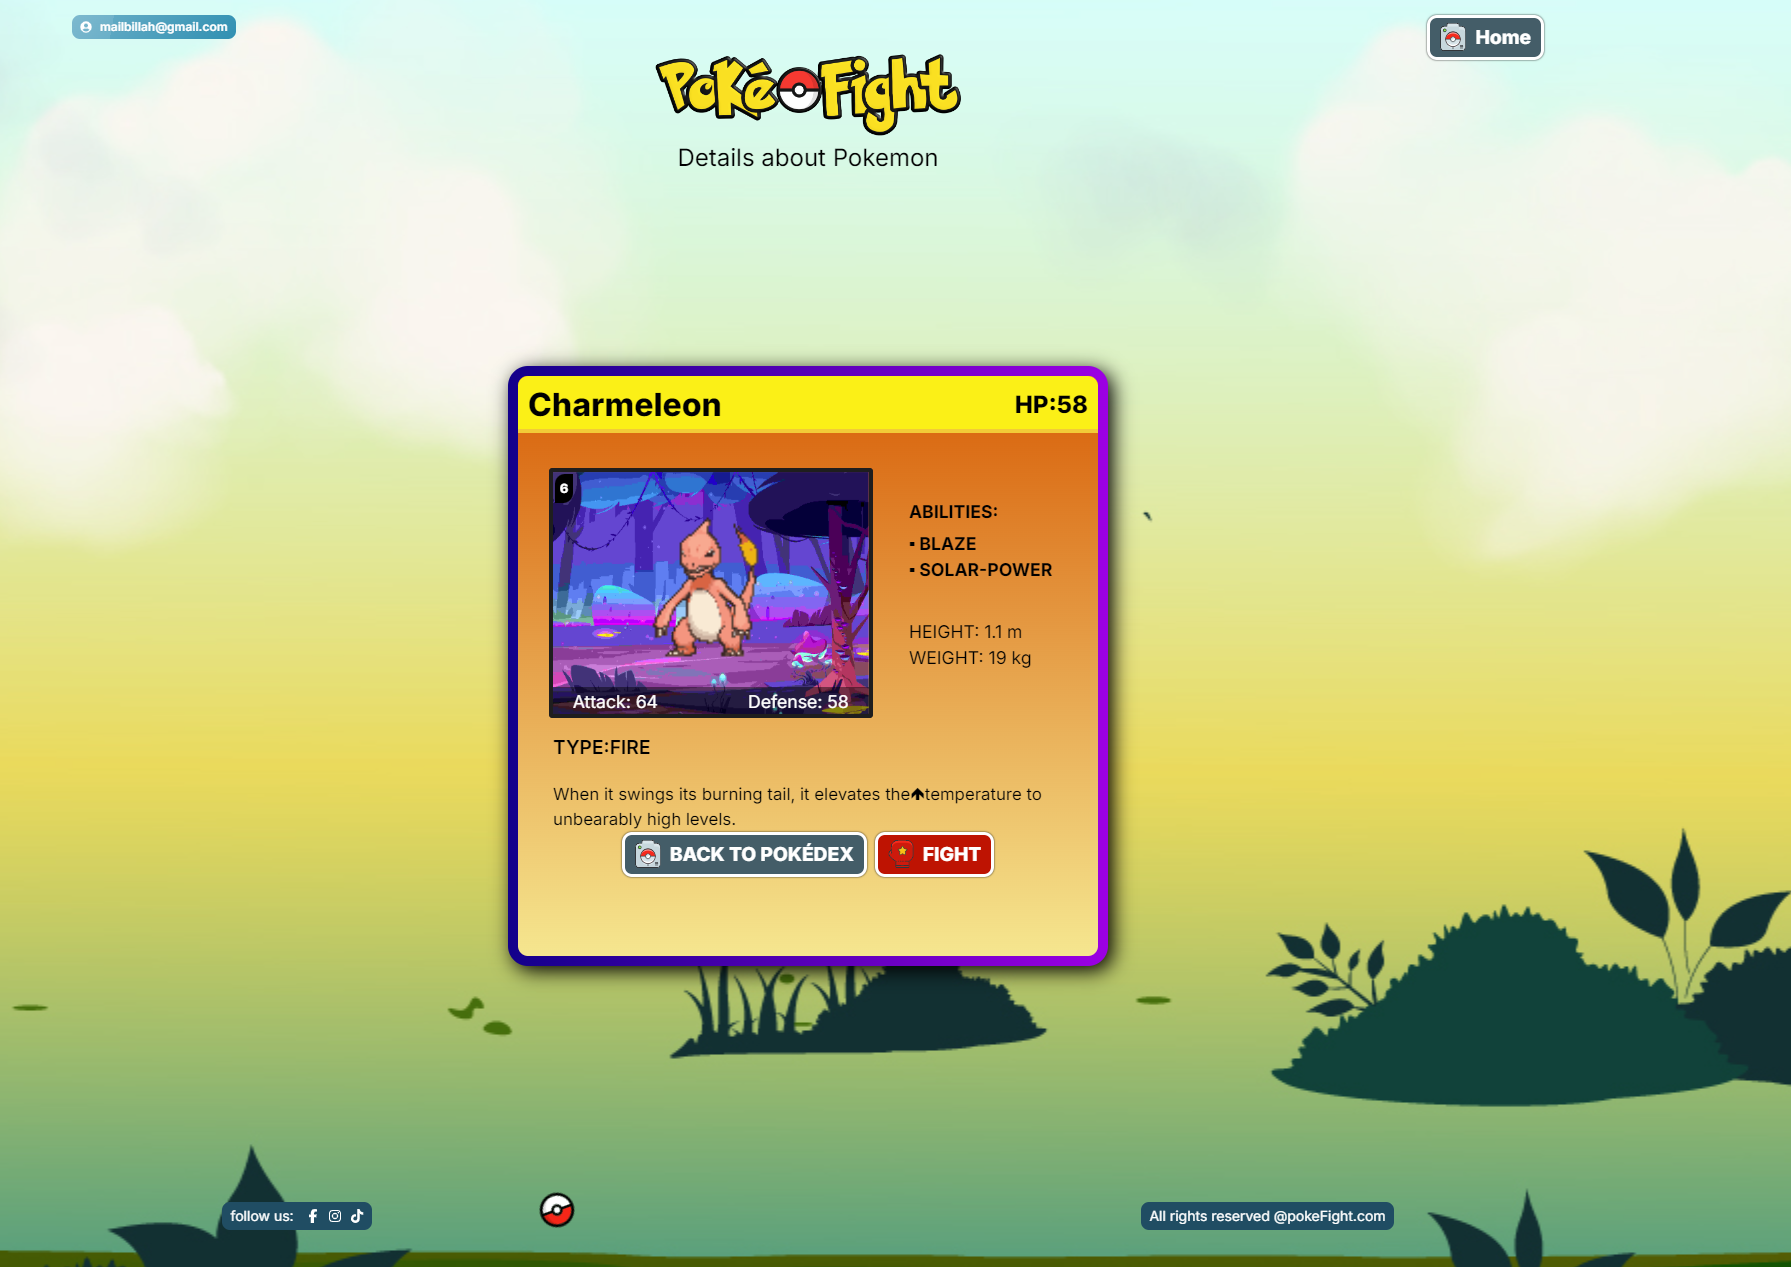 mailbillah@gmail.com
Home
PokéFight
Details about Pokemon
Charmeleon
HP:58
6
ABILITIES:
▪ BLAZE
▪ SOLAR-POWER
HEIGHT: 1.1 m
WEIGHT: 19 kg
Attack: 64
Defense: 58
TYPE:FIRE
When it swings its burning tail, it elevates the🡅temperature to
unbearably high levels.
BACK TO POKÉDEX
FIGHT
follow us:
All rights reserved @pokeFight.com